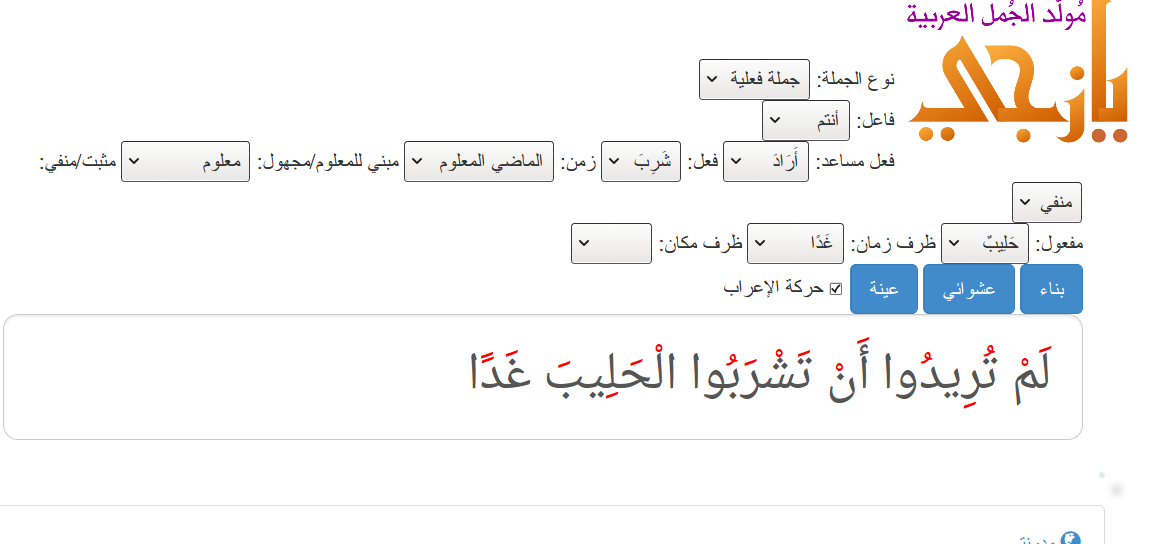 مُولّد الجُمل العربية
يازجي
نوع الجملة: جملة فعلية
فاعل: أنتم
فعل مساعد: أَرَادَ فعل: شَرِبَ زمن: الماضي المعلوم مبني للمعلوم/مجهول: معلوم مثبت/منفي:
منفي
مفعول: حَلِيبٌ ظرف زمان: غَدًا ظرف مكان:
بناء عشوائي عينة حركة الإعراب
لَمْ تُرِيدُوا أَنْ تَشْرَبُوا الْحَلِيبَ غَدًا